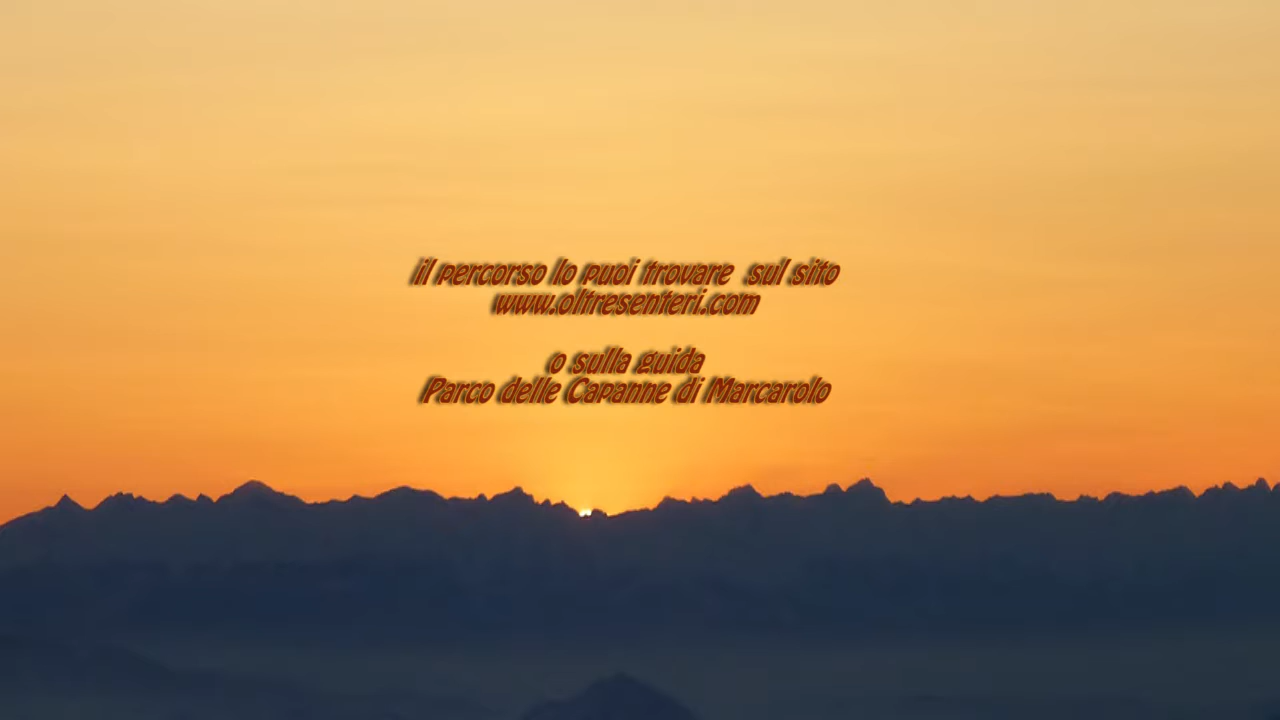 il percorso lo puoi trovare sul sito
www.oltresenteri.com
o sulla guida
Parco delle Capanne di Marcarolo